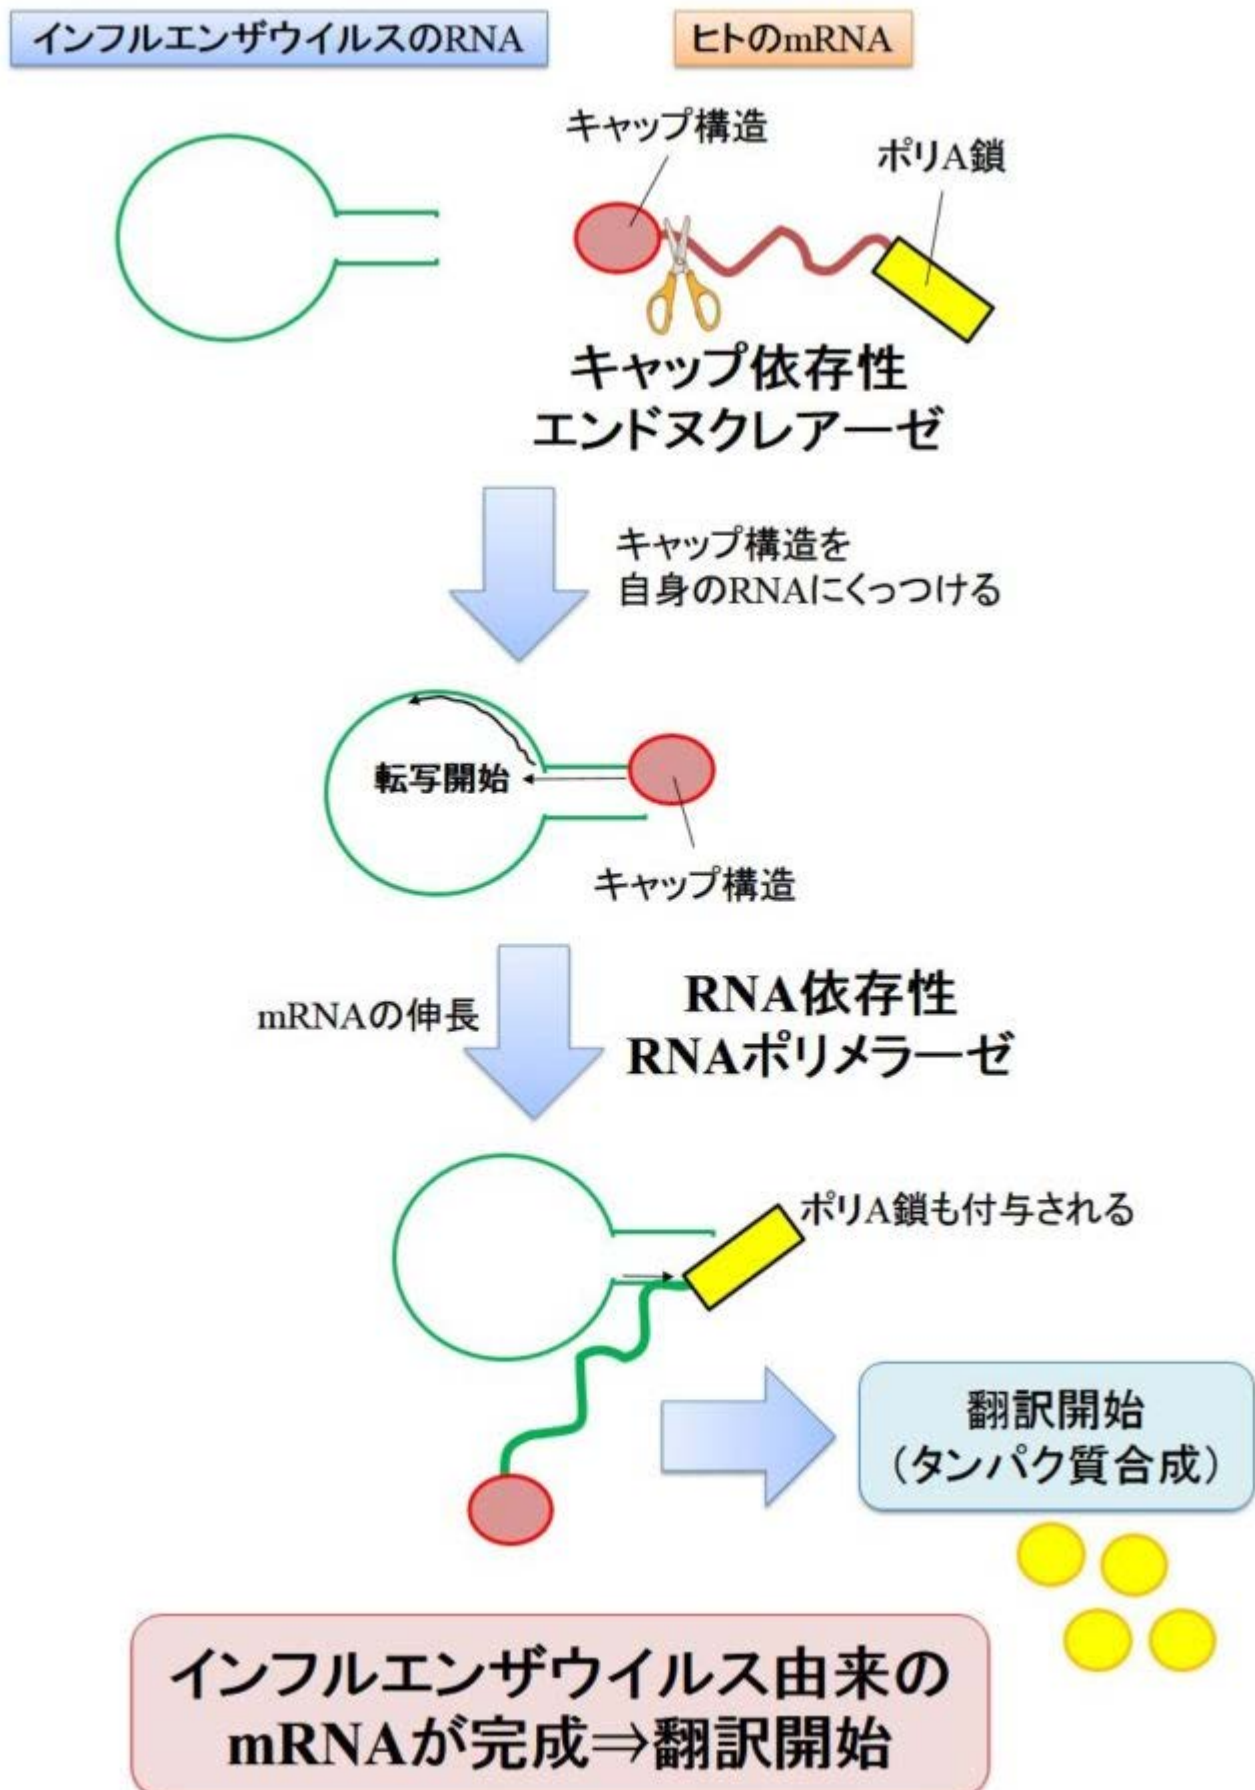 インフルエンザウイルスのRNA
ヒトのmRNA
キャップ構造
ポリA鎖
キャップ依存性
エンドヌクレアーゼ
キャップ構造を
自身のRNAにくっつける
転写開始
キャップ構造
mRNAの伸長
RNA依存性
RNAポリメラーゼ
ポリA鎖も付与される
翻訳開始
（タンパク質合成）
インフルエンザウイルス由来の
mRNAが完成⇒翻訳開始